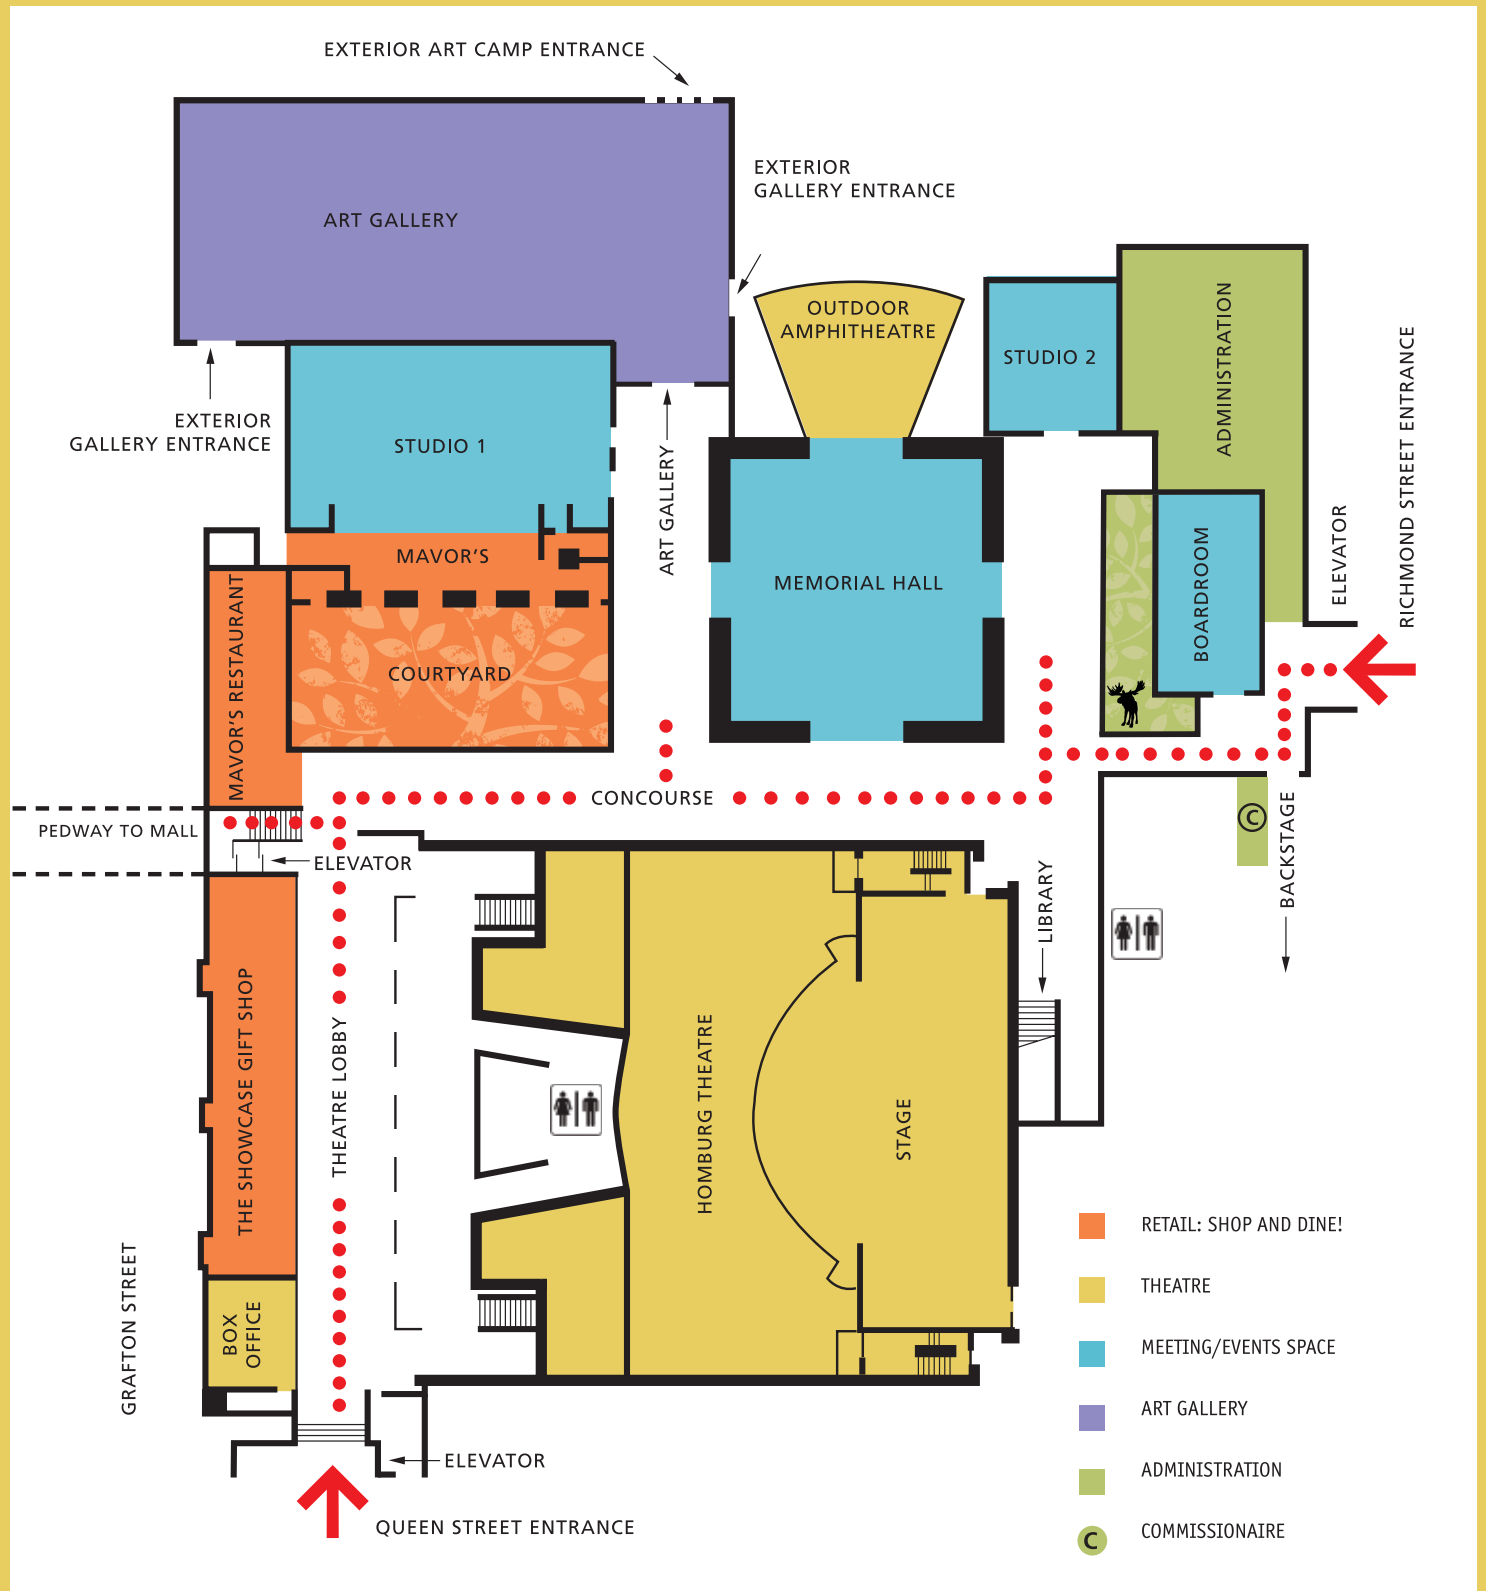 EXTERIOR ART CAMP ENTRANCE
EXTERIOR
GALLERY ENTRANCE
ART GALLERY
OUTDOOR
AMPHITHEATRE
STUDIO 2
ADMINISTRATION
RICHMOND STREET ENTRANCE
EXTERIOR
GALLERY ENTRANCE
STUDIO 1
ART GALLERY
ELEVATOR
MAVOR'S
MEMORIAL HALL
BOARDROOM
MAVOR'S RESTAURANT
COURTYARD
CONCOURSE
PEDWAY TO MALL
ELEVATOR
C
BACKSTAGE
LIBRARY
THE SHOWCASE GIFT SHOP
THEATRE LOBBY
HOMBURG THEATRE
STAGE
GRAFTON STREET
BOX
OFFICE
ELEVATOR
QUEEN STREET ENTRANCE
RETAIL: SHOP AND DINE!
THEATRE
MEETING/EVENTS SPACE
ART GALLERY
ADMINISTRATION
C COMMISSIONAIRE